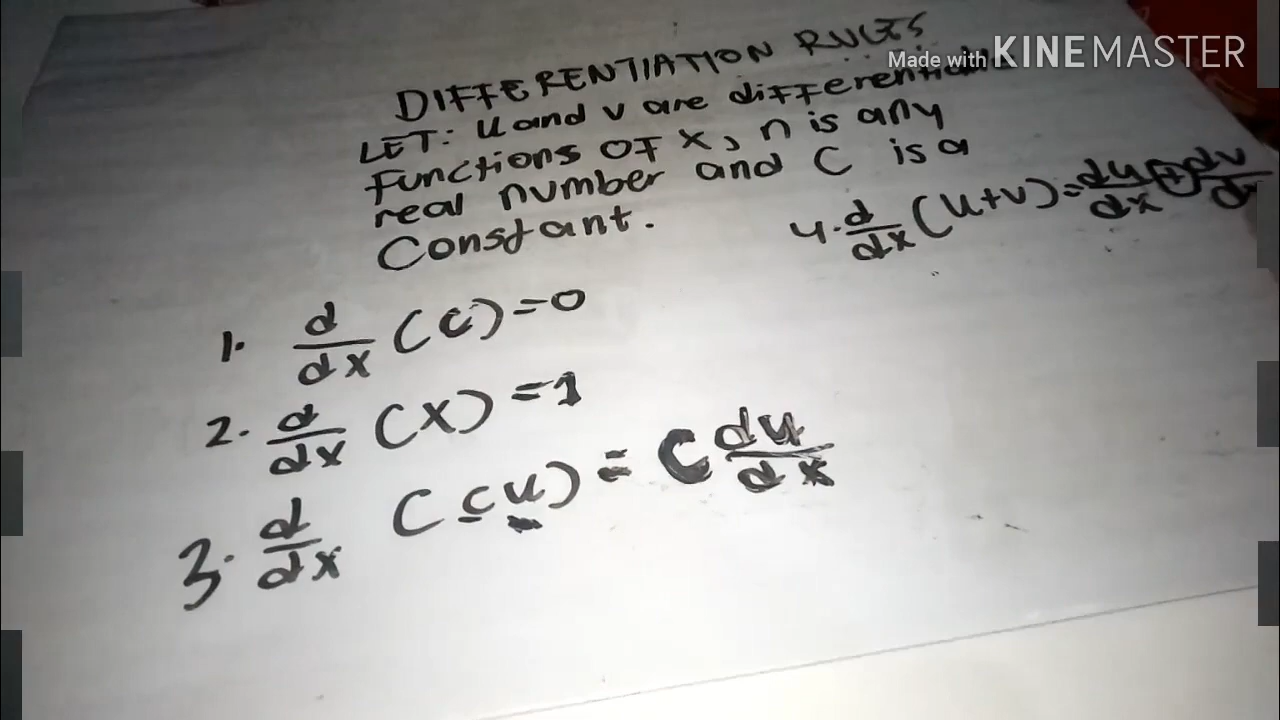 DIFFERENTIATION RULES
Made with KINEMASTER
LET: u and v are differentiable
functions of x, n is any
real number and C is a
Constant.
4. d/dx (u+v) = du/dx + dv/dx
1. d/dx (c) = 0
2. d/dx (x) = 1
3. d/dx (cu) = C du/dx